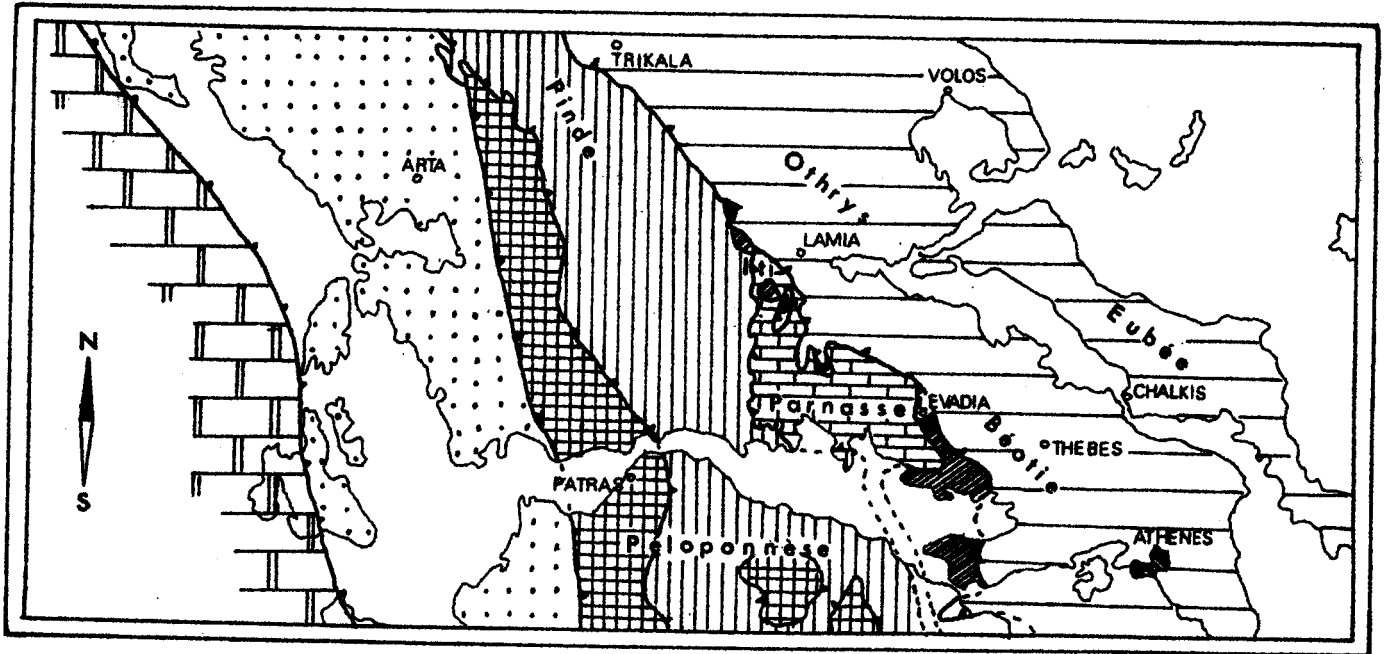 TRIKALA
VOLOS
Pinde
ARTA
Othrys
LAMIA
N
S
Eubée
CHALKIS
Parnasse
LEVADIA
Béotie
THEBES
PATRAS
Péloponnèse
ATHENES